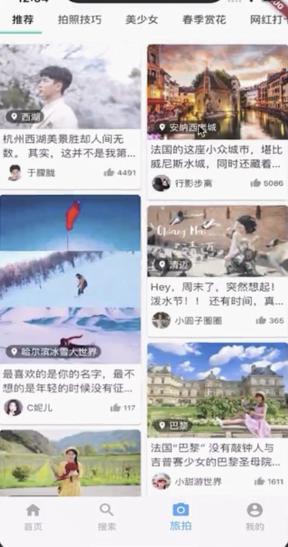 推荐 拍照技巧 美少女 春季赏花 网红打卡
西湖
杭州西湖美景胜却人间无
数。 其实，这并不是我第...
于朦胧 4491
安纳西古城
法国的这座小众城市，堪比
威尼斯水城，同时还藏着...
行影步离 5086
Chiang Mai
清迈
Hey，周末了，突然想起！
泼水节！！ 还有时间，真...
小圆子圈圈 365
哈尔滨冰雪大世界
最喜欢的是你的名字，最不
想的是年轻的时候没有征...
C妮儿 117
巴黎
法国“巴黎” 没有敲钟人与
吉普赛少女的巴黎圣母院...
小甜游世界 1611
首页 搜索 旅拍 我的